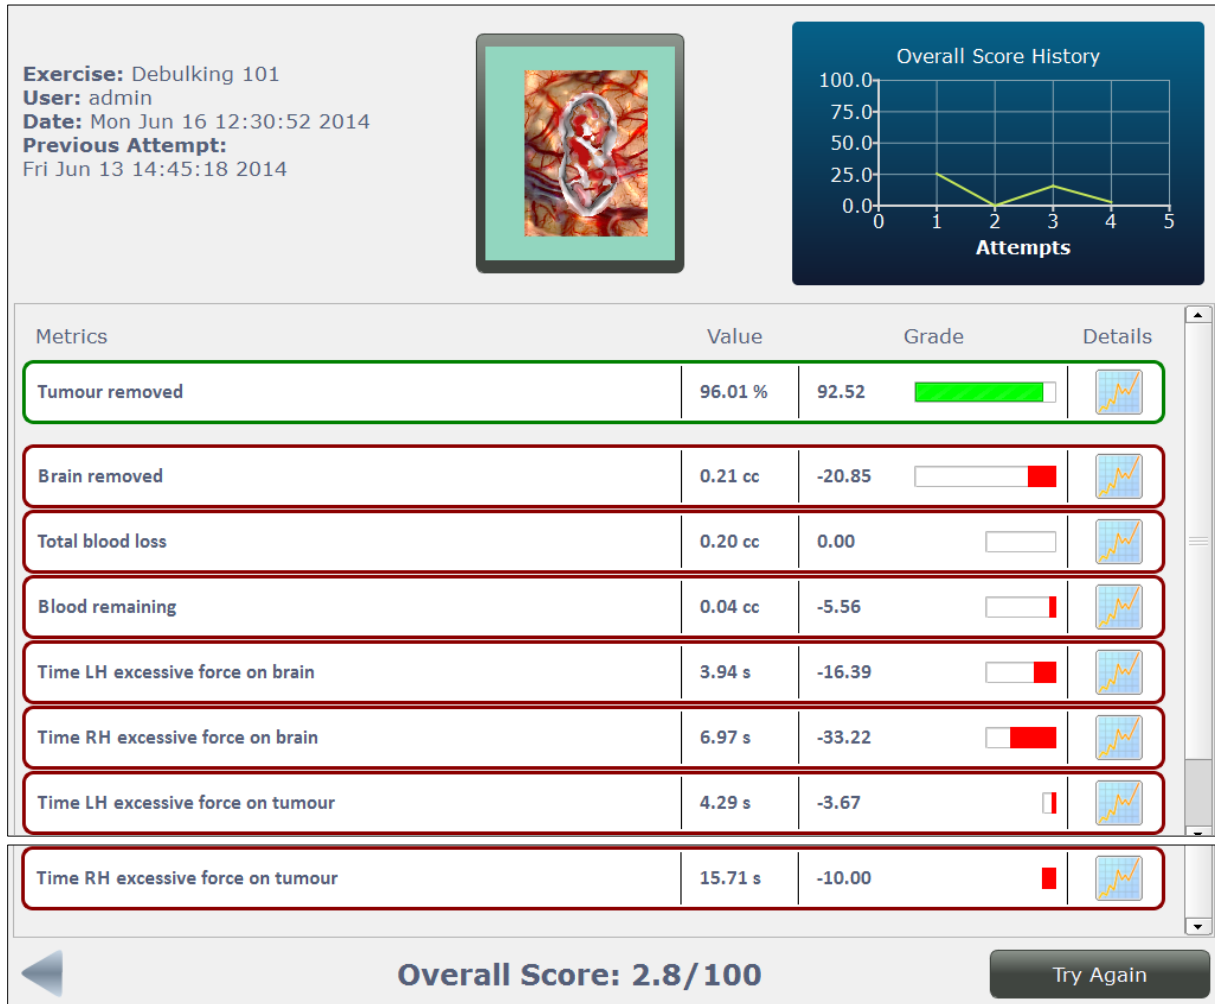 Exercise: Debulking 101
User: admin
Date: Mon Jun 16 12:30:52 2014
Previous Attempt:
Fri Jun 13 14:45:18 2014
Overall Score History
100.0
75.0
50.0
25.0
0.0
0 1 2 3 4 5
Attempts
Metrics Value Grade Details
Tumour removed 96.01 % 92.52
Brain removed 0.21 cc -20.85
Total blood loss 0.20 cc 0.00
Blood remaining 0.04 cc -5.56
Time LH excessive force on brain 3.94 s -16.39
Time RH excessive force on brain 6.97 s -33.22
Time LH excessive force on tumour 4.29 s -3.67
Time RH excessive force on tumour 15.71 s -10.00
Overall Score: 2.8/100
Try Again